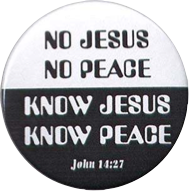 NO JESUS
NO PEACE
KNOW JESUS
KNOW PEACE
John 14:27